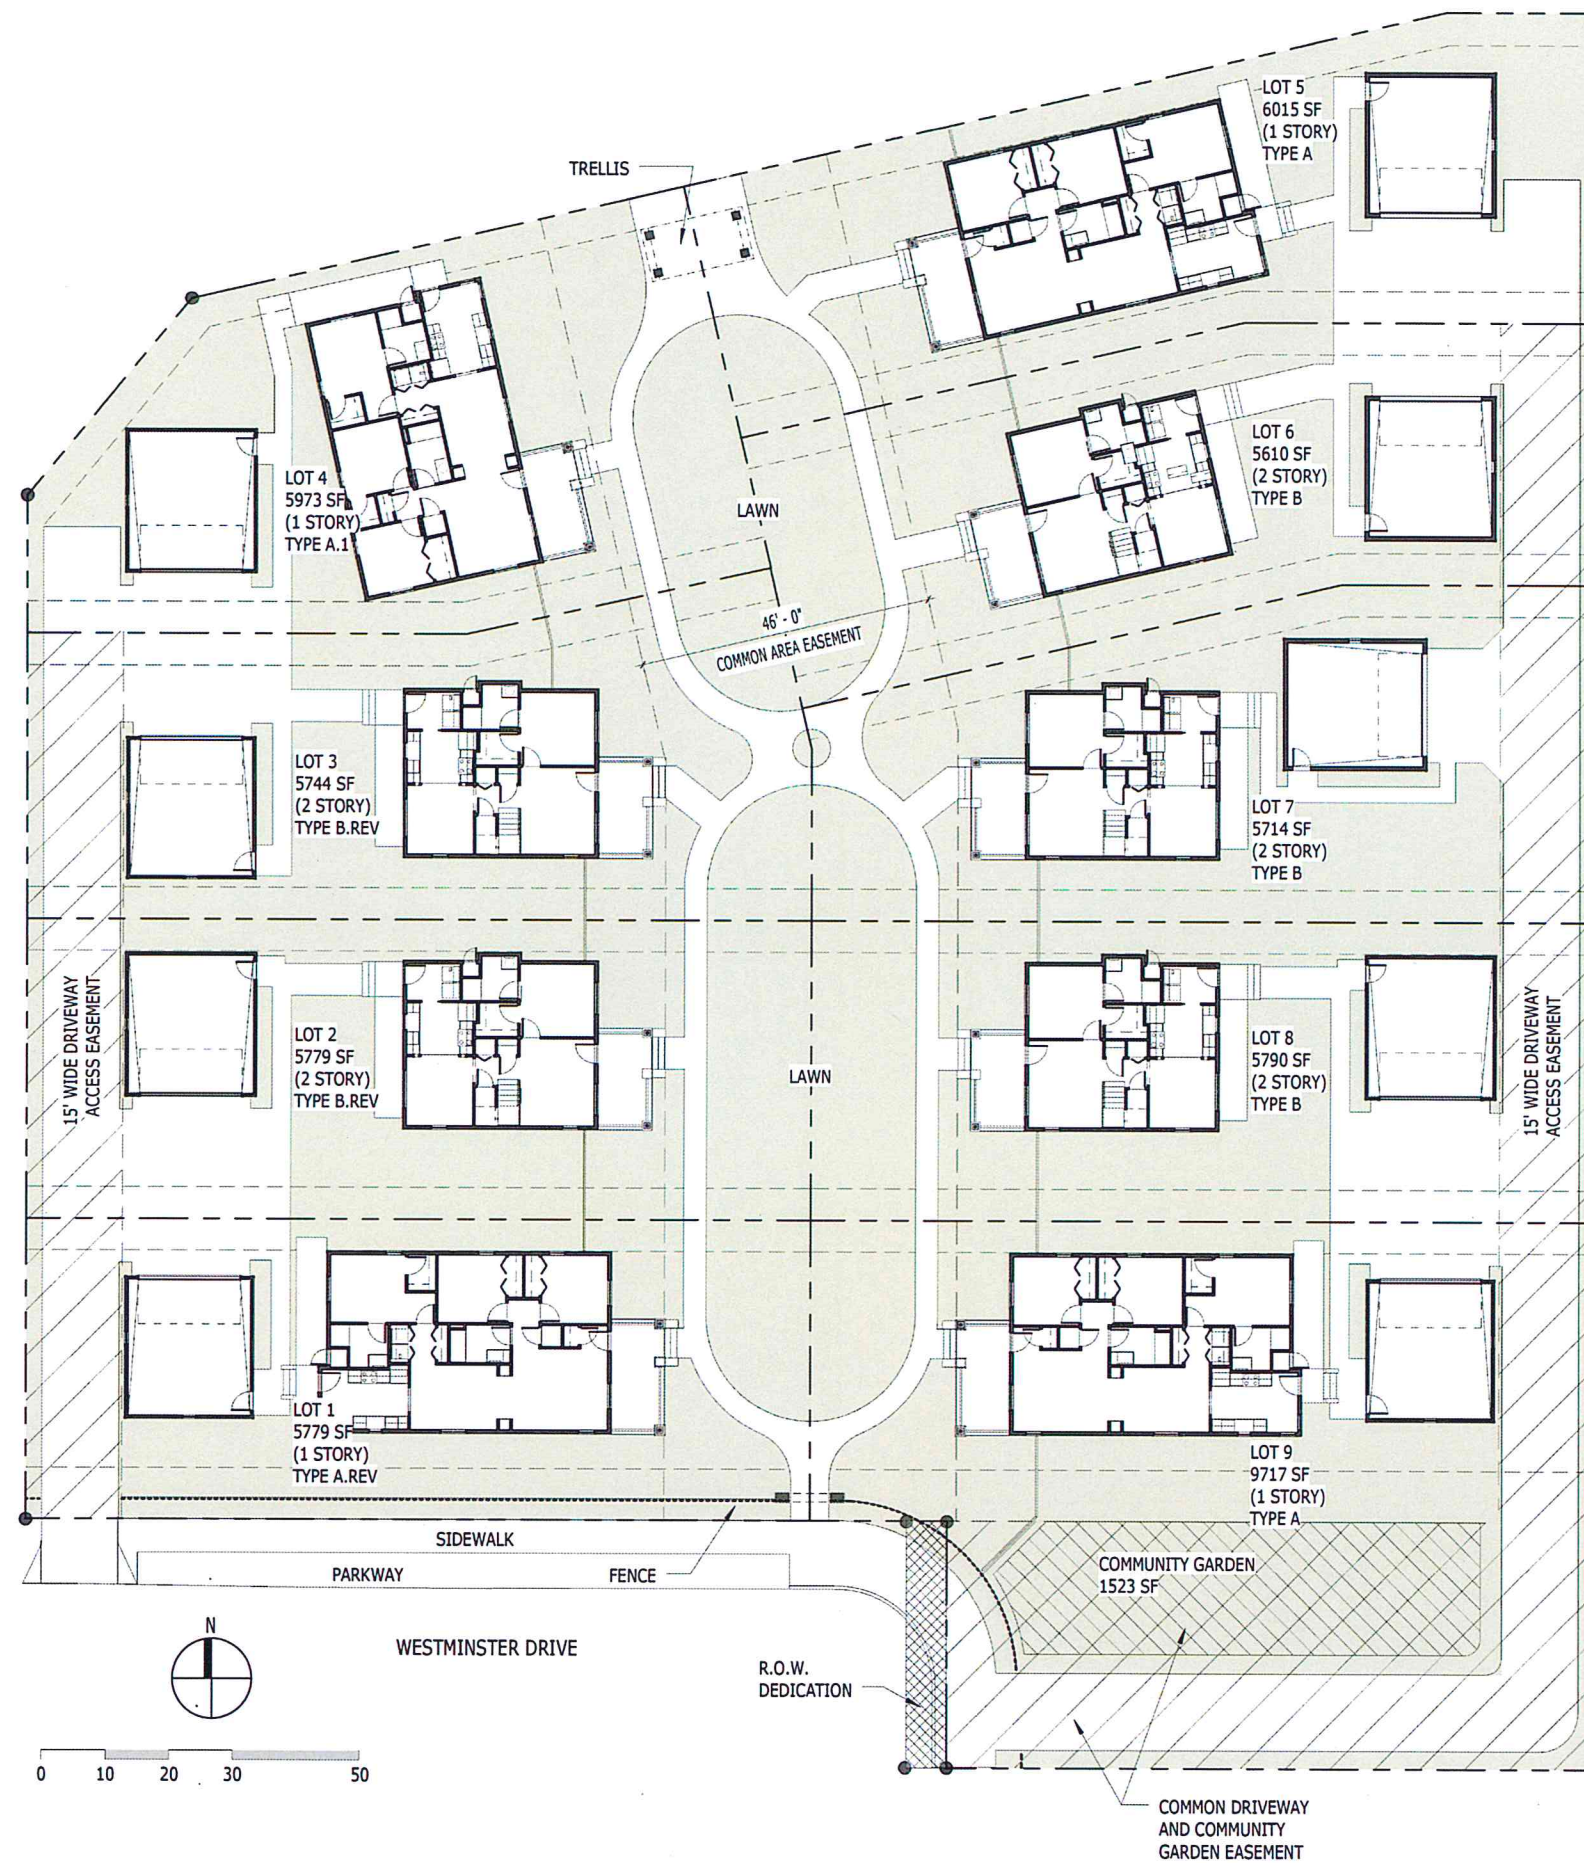 LOT 5
6015 SF
(1 STORY)
TYPE A
TRELLIS
LOT 4
5973 SF
(1 STORY)
TYPE A.1
LOT 6
5610 SF
(2 STORY)
TYPE B
LAWN
46' - 0"
COMMON AREA EASEMENT
LOT 3
5744 SF
(2 STORY)
TYPE B.REV
LOT 7
5714 SF
(2 STORY)
TYPE B
15' WIDE DRIVEWAY
ACCESS EASEMENT
LOT 2
5779 SF
(2 STORY)
TYPE B.REV
LAWN
LOT 8
5790 SF
(2 STORY)
TYPE B
15' WIDE DRIVEWAY
ACCESS EASEMENT
LOT 1
5779 SF
(1 STORY)
TYPE A.REV
LOT 9
9717 SF
(1 STORY)
TYPE A
SIDEWALK
PARKWAY
FENCE
COMMUNITY GARDEN
1523 SF
N
WESTMINSTER DRIVE
R.O.W.
DEDICATION
0 10 20 30 50
COMMON DRIVEWAY
AND COMMUNITY
GARDEN EASEMENT